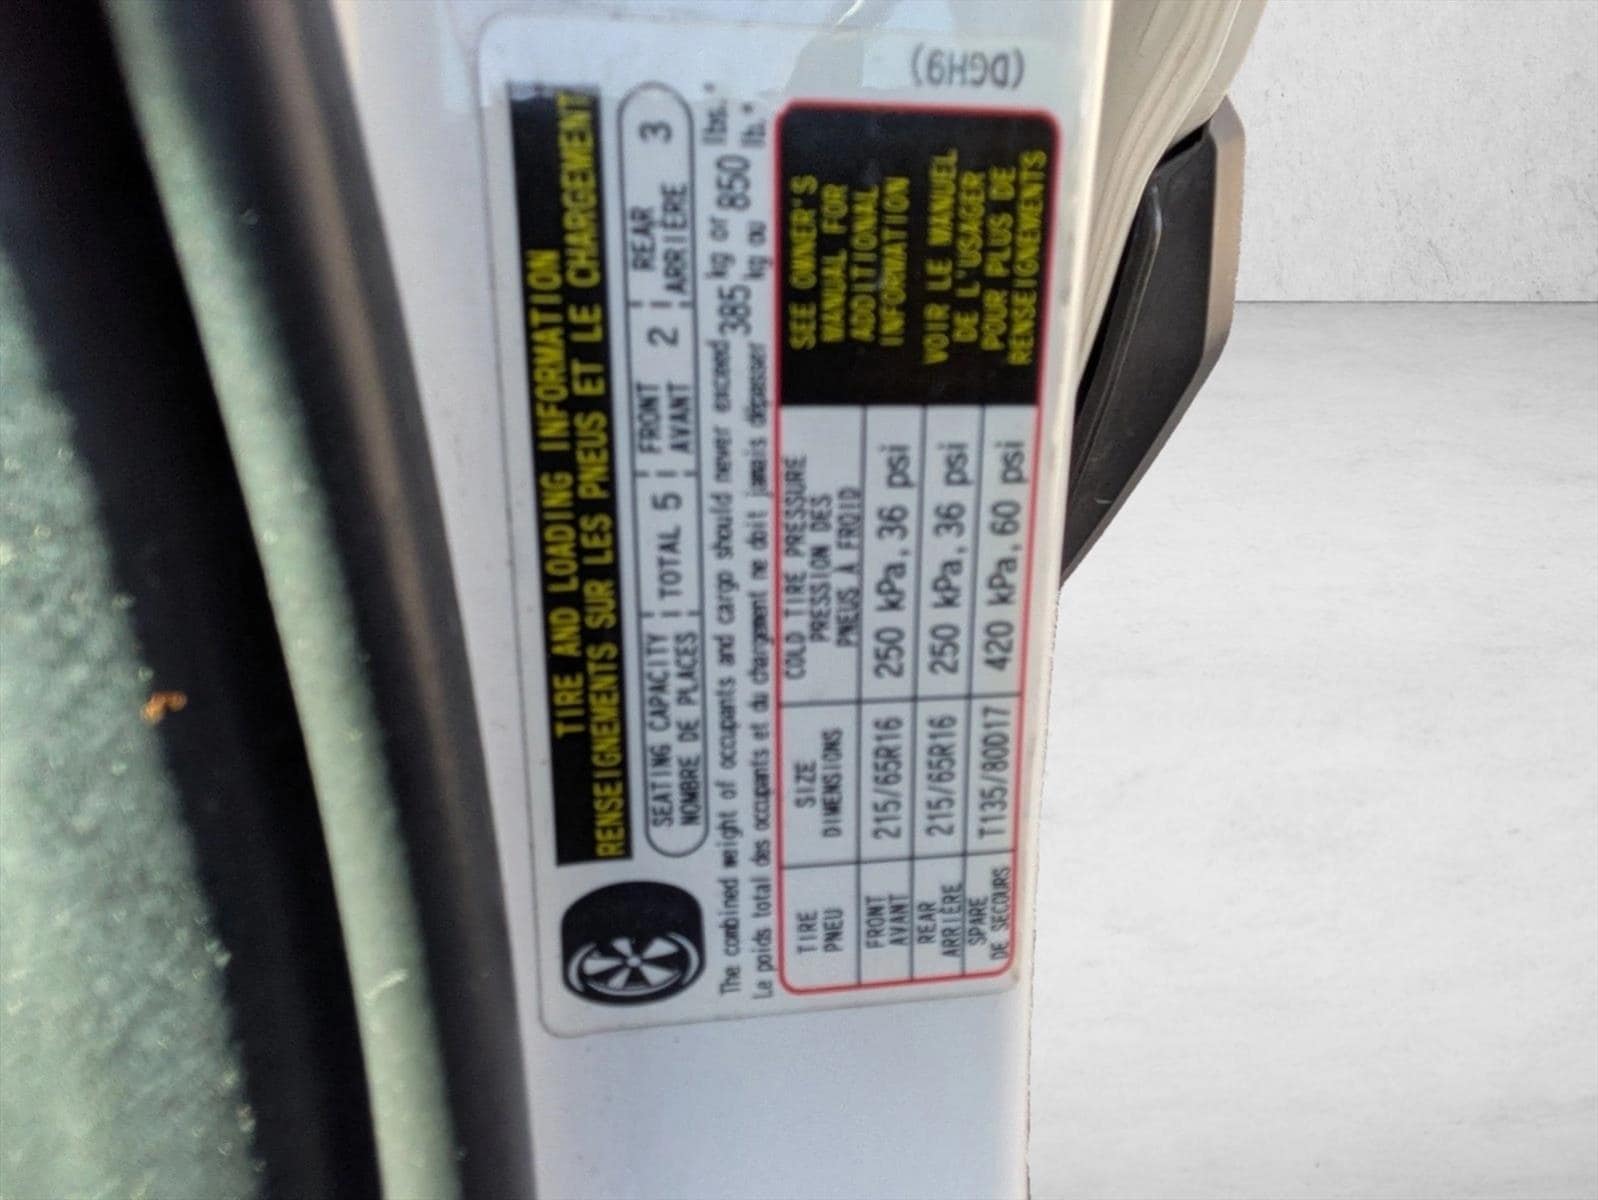 TIRE AND LOADING INFORMATION
RENSEIGNEMENTS SUR LES PNEUS ET LE CHARGEMENT
SEATING CAPACITY TOTAL 5 FRONT 2 REAR 3
NOMBRE DE PLACES AVANT ARRIÈRE
The combined weight of occupants and cargo should never exceed 385 kg or 850 lbs.*
Le poids total des occupants et du chargement ne doit jamais dépasser kg ou lb.*
TIRE
PNEU
SIZE
DIMENSIONS
COLD TIRE PRESSURE
PRESSION DES
PNEUS À FROID
SEE OWNER'S
MANUAL FOR
ADDITIONAL
INFORMATION
VOIR LE MANUEL
DE L'USAGER
POUR PLUS DE
RENSEIGNEMENTS
FRONT
AVANT
215/65R16
250 kPa, 36 psi
REAR
ARRIÈRE
215/65R16
250 kPa, 36 psi
SPARE
DE SECOURS
T135/80D17
420 kPa, 60 psi
(DGH9)